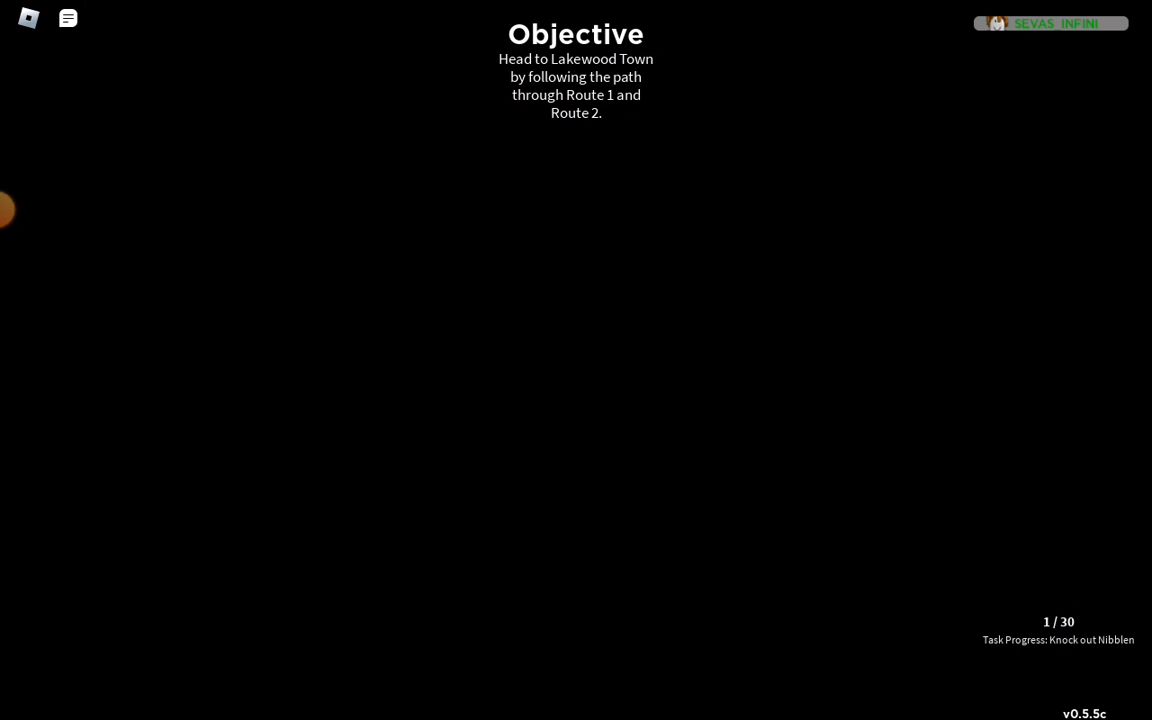 Objective
SEVAS_INFINI
Head to Lakewood Town
by following the path
through Route 1 and
Route 2.
1 / 30
Task Progress: Knock out Nibblen
v0.5.5c